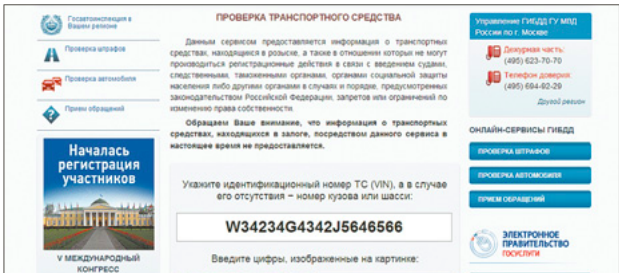 Госавтоинспекция в
Вашем регионе
Проверка штрафов
Проверка автомобиля
Прием обращений
Началась
регистрация
участников
V МЕЖДУНАРОДНЫЙ
КОНГРЕСС
ПРОВЕРКА ТРАНСПОРТНОГО СРЕДСТВА
Данным сервисом предоставляется информация о транспортных
средствах, находящихся в розыске, а также в отношении которых не могут
производиться регистрационные действия в связи с введением судами,
следственными, таможенными органами, органами социальной защиты
населения либо другими органами в случаях и порядке, предусмотренных
законодательством Российской Федерации, запретов или ограничений по
изменению права собственности.
Обращаем Ваше внимание, что информация о транспортных
средствах, находящихся в залоге, посредством данного сервиса в
настоящее время не предоставляется.
Укажите идентификационный номер ТС (VIN), а в случае
его отсутствия – номер кузова или шасси:
W34234G4342J5646566
Введите цифры, изображенные на картинке:
Управление ГИБДД ГУ МВД
России по г. Москве
Дежурная часть:
(495) 623-70-70
Телефон доверия:
(495) 694-92-29
Другой регион
ОНЛАЙН-СЕРВИСЫ ГИБДД
ПРОВЕРКА ШТРАФОВ
ПРОВЕРКА АВТОМОБИЛЯ
ПРИЕМ ОБРАЩЕНИЙ
ЭЛЕКТРОННОЕ
ПРАВИТЕЛЬСТВО
ГОСУСЛУГИ